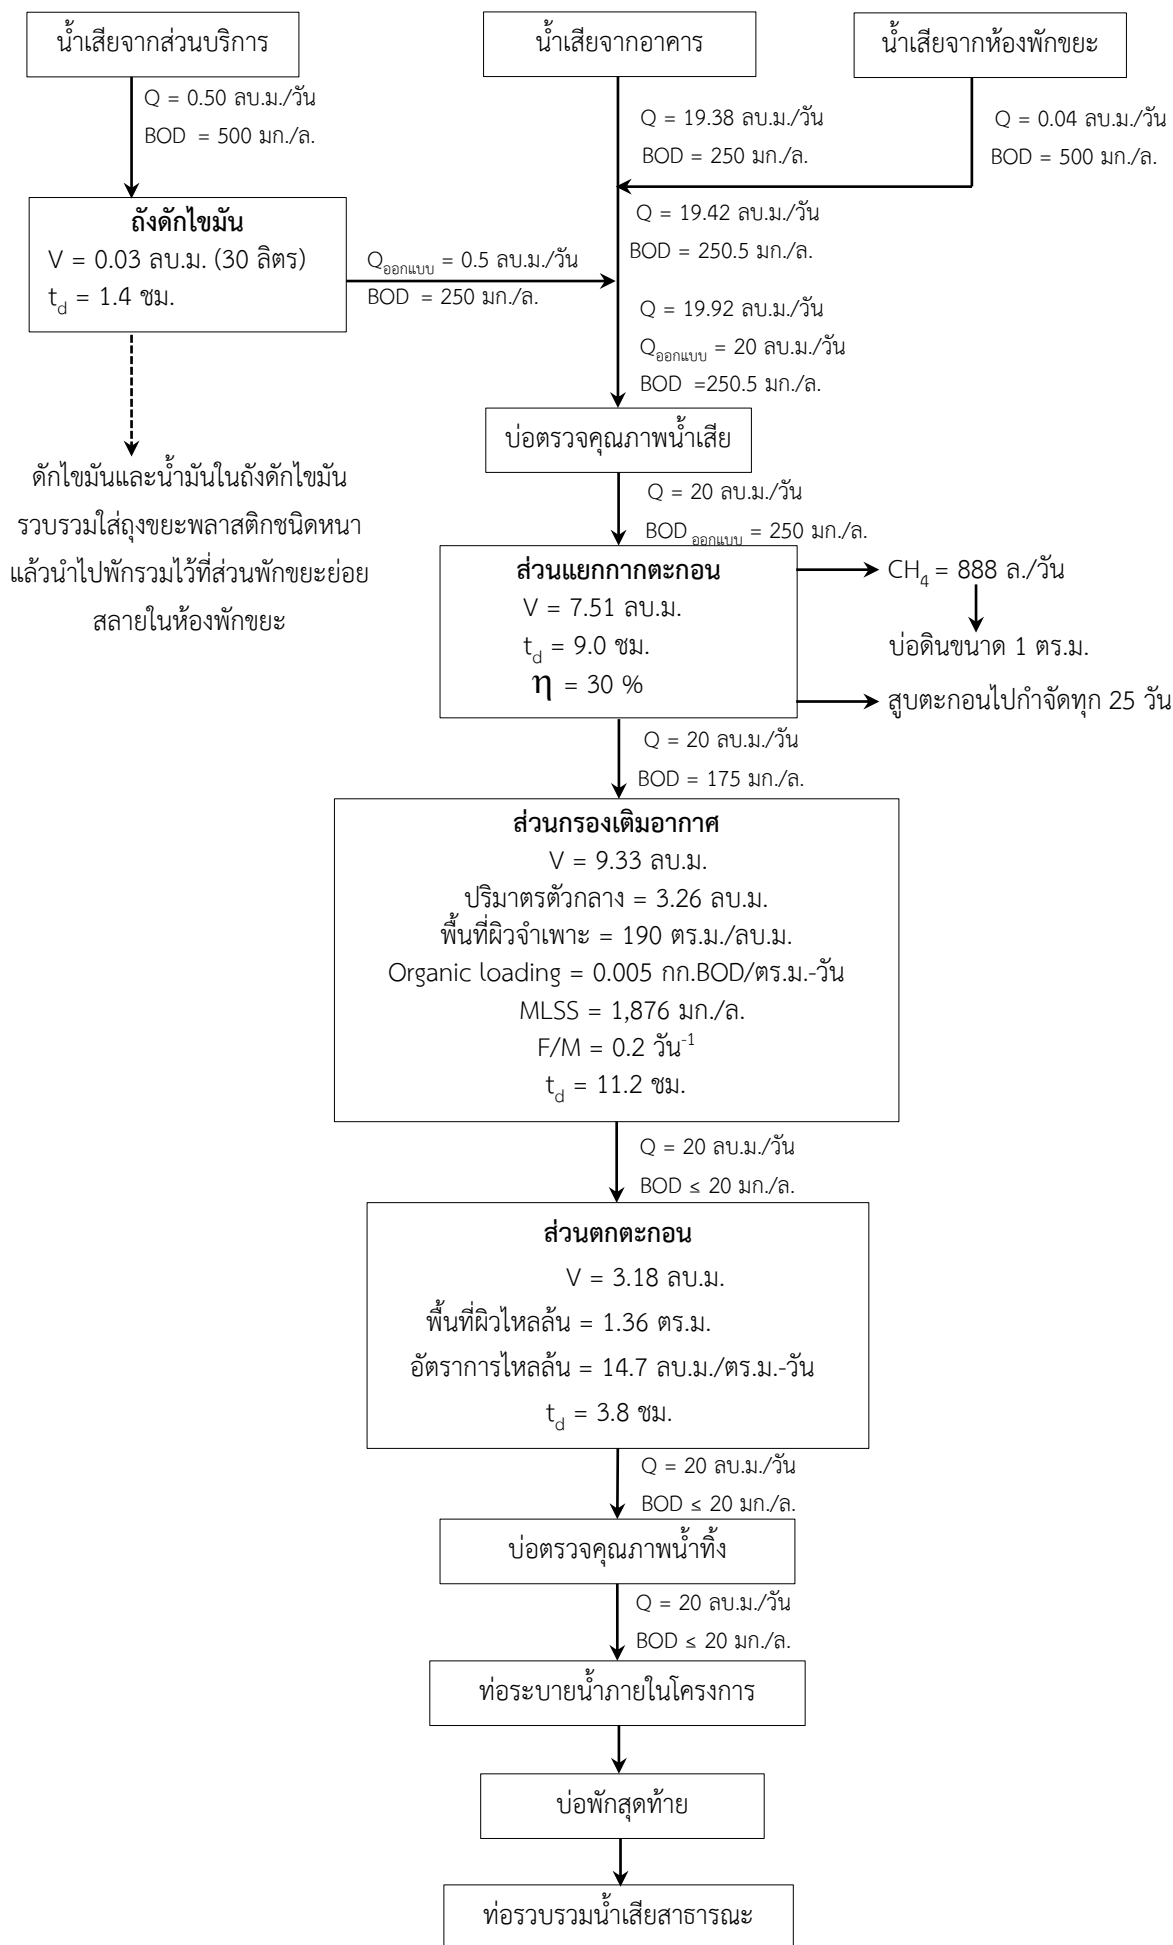 น้ำเสียจากส่วนบริการ
น้ำเสียจากอาคาร
น้ำเสียจากห้องพักขยะ
Q = 0.50 ลบ.ม./วัน
BOD = 500 มก./ล.
Q = 19.38 ลบ.ม./วัน
BOD = 250 มก./ล.
Q = 0.04 ลบ.ม./วัน
BOD = 500 มก./ล.
ถังดักไขมัน
V = 0.03 ลบ.ม. (30 ลิตร)
t_d = 1.4 ชม.
Q = 19.42 ลบ.ม./วัน
BOD = 250.5 มก./ล.
Qออกแบบ = 0.5 ลบ.ม./วัน
BOD = 250 มก./ล.
Q = 19.92 ลบ.ม./วัน
Qออกแบบ = 20 ลบ.ม./วัน
BOD =250.5 มก./ล.
บ่อตรวจคุณภาพน้ำเสีย
ดักไขมันและน้ำมันในถังดักไขมัน
รวบรวมใส่ถุงขยะพลาสติกชนิดหนา
แล้วนำไปพักรวมไว้ที่ส่วนพักขยะย่อย
สลายในห้องพักขยะ
Q = 20 ลบ.ม./วัน
BOD ออกแบบ = 250 มก./ล.
ส่วนแยกกากตะกอน
V = 7.51 ลบ.ม.
t_d = 9.0 ชม.
η = 30 %
CH₄ = 888 ล./วัน
บ่อดินขนาด 1 ตร.ม.
สูบตะกอนไปกำจัดทุก 25 วัน
Q = 20 ลบ.ม./วัน
BOD = 175 มก./ล.
ส่วนกรองเติมอากาศ
V = 9.33 ลบ.ม.
ปริมาตรตัวกลาง = 3.26 ลบ.ม.
พื้นที่ผิวจำเพาะ = 190 ตร.ม./ลบ.ม.
Organic loading = 0.005 กก.BOD/ตร.ม.-วัน
MLSS = 1,876 มก./ล.
F/M = 0.2 วัน⁻¹
t_d = 11.2 ชม.
Q = 20 ลบ.ม./วัน
BOD ≤ 20 มก./ล.
ส่วนตกตะกอน
V = 3.18 ลบ.ม.
พื้นที่ผิวไหลล้น = 1.36 ตร.ม.
อัตราการไหลล้น = 14.7 ลบ.ม./ตร.ม.-วัน
t_d = 3.8 ชม.
Q = 20 ลบ.ม./วัน
BOD ≤ 20 มก./ล.
บ่อตรวจคุณภาพน้ำทิ้ง
Q = 20 ลบ.ม./วัน
BOD ≤ 20 มก./ล.
ท่อระบายน้ำภายในโครงการ
บ่อพักสุดท้าย
ท่อรวบรวมน้ำเสียสาธารณะ